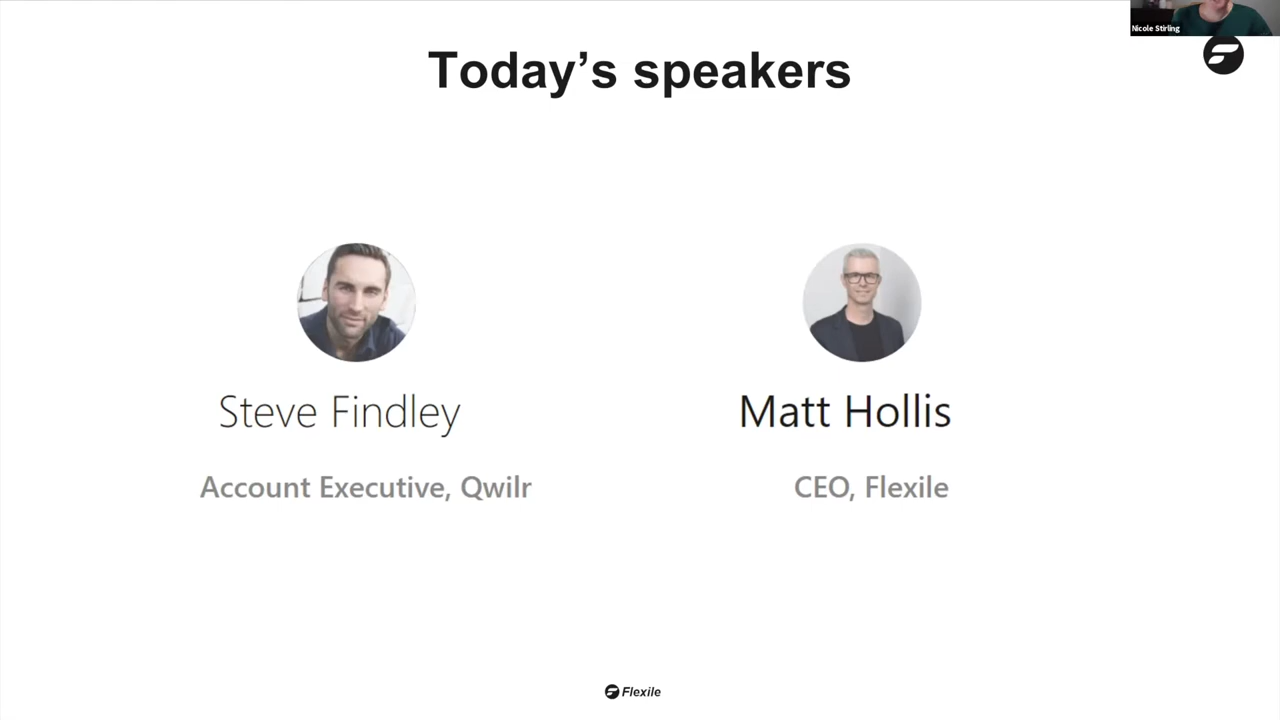 Nicole Stirling
Today’s speakers
Steve Findley
Matt Hollis
Account Executive, Qwilr
CEO, Flexile
Flexile